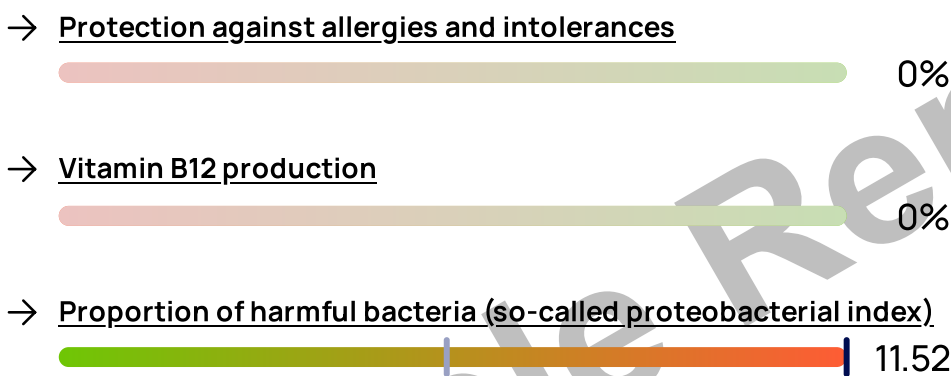 → Protection against allergies and intolerances
0%
→ Vitamin B12 production
0%
→ Proportion of harmful bacteria (so-called proteobacterial index)
11.52